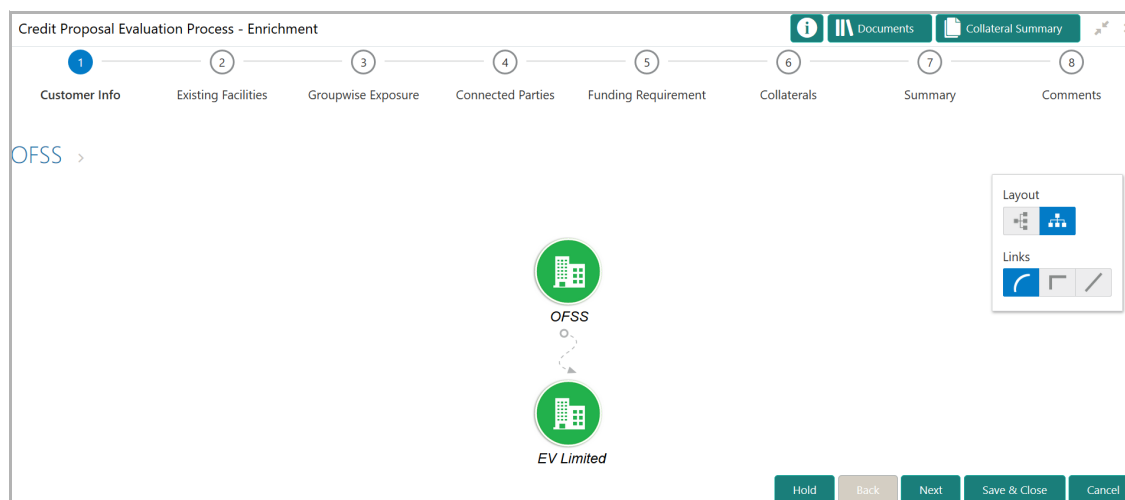 Credit Proposal Evaluation Process - Enrichment
i Documents Collateral Summary
1 2 3 4 5 6 7 8
Customer Info Existing Facilities Groupwise Exposure Connected Parties Funding Requirement Collaterals Summary Comments
OFSS >
Layout
Links
OFSS
EV Limited
Hold Back Next Save & Close Cancel